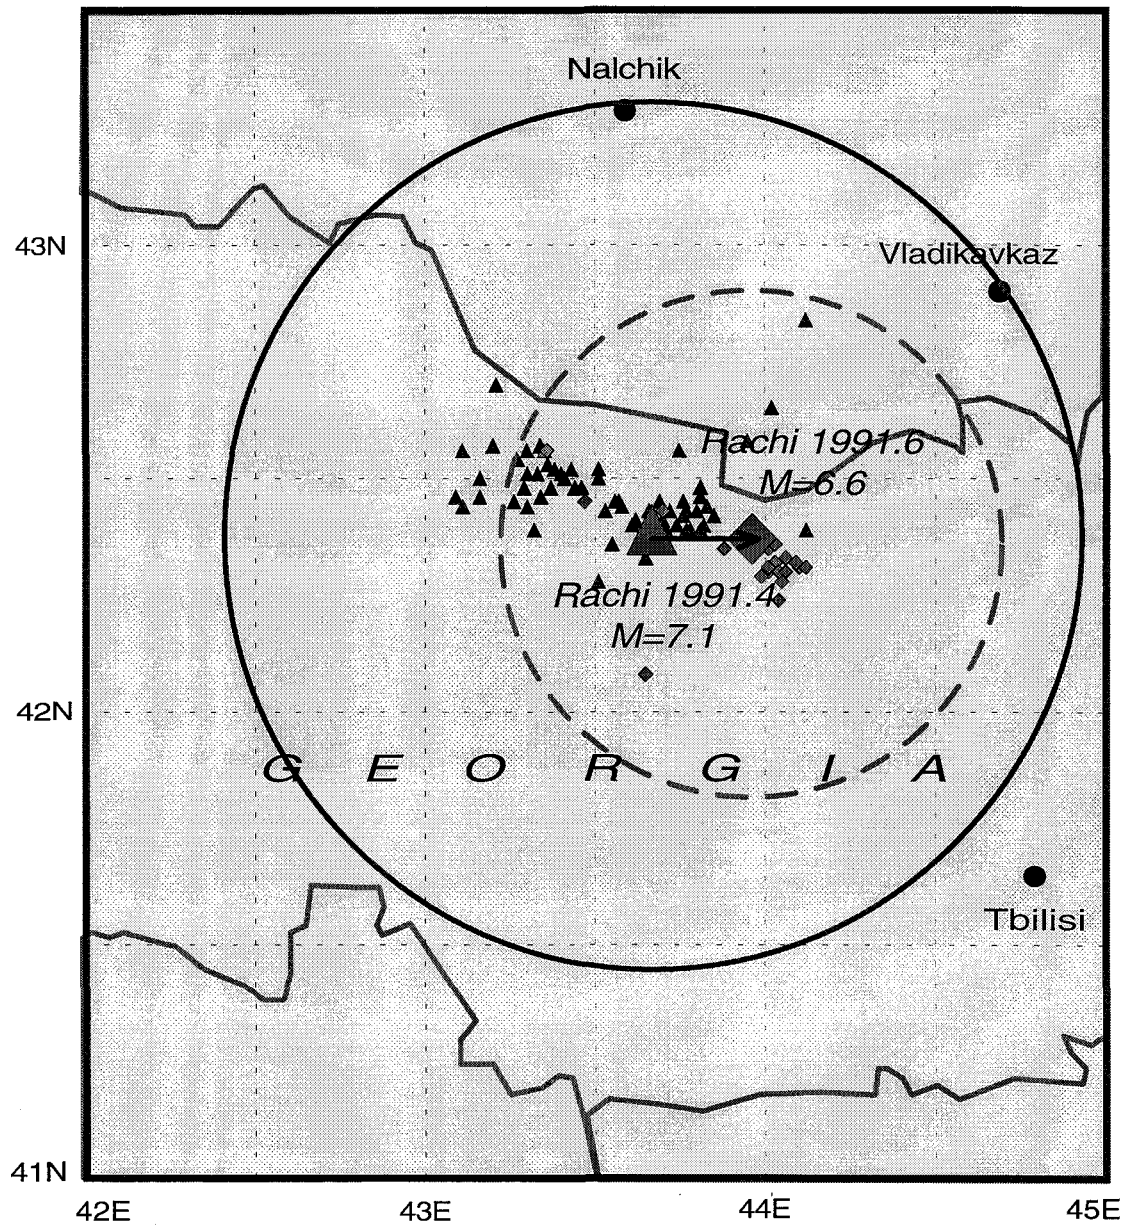 Nalchik
43N
Vladikavkaz
Rachi 1991.6
M=6.6
Rachi 1991.4
M=7.1
42N
G E O R G I A
Tbilisi
41N
42E 43E 44E 45E